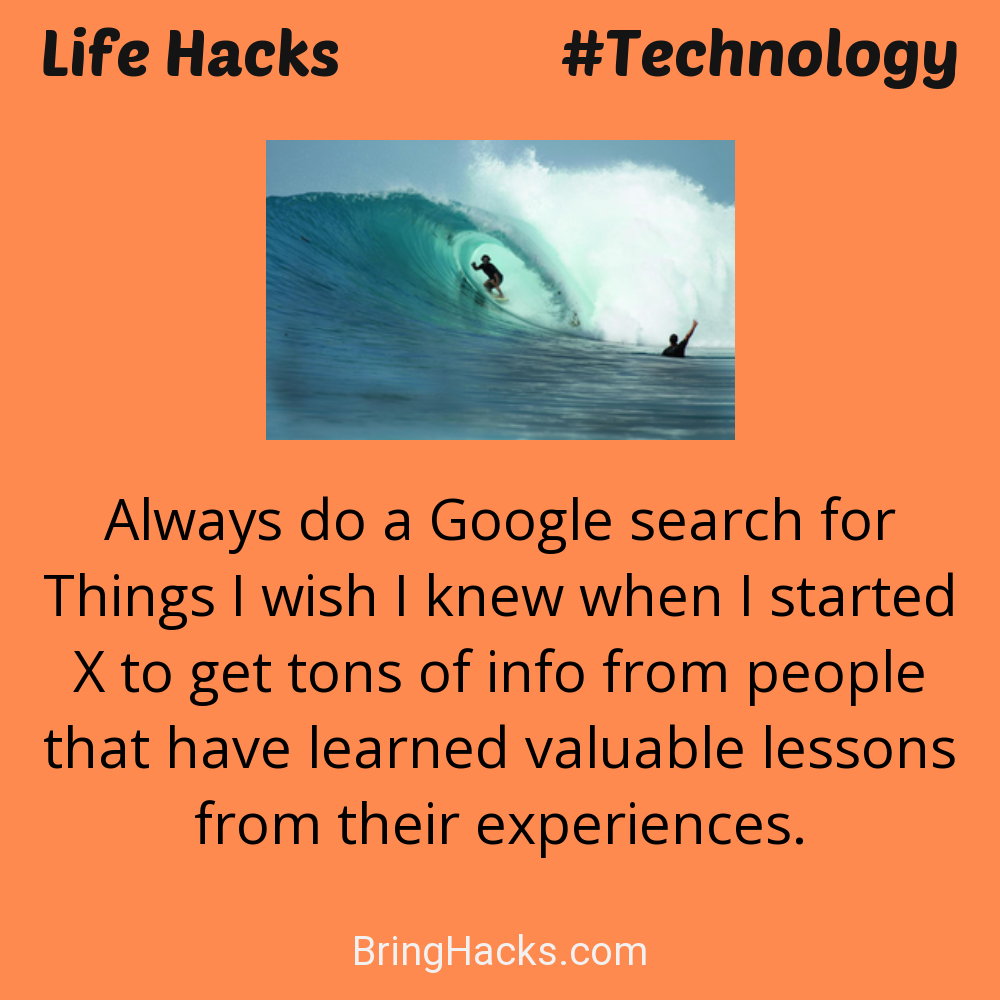 Life Hacks #Technology
Always do a Google search for
Things I wish I knew when I started
X to get tons of info from people
that have learned valuable lessons
from their experiences.
BringHacks.com